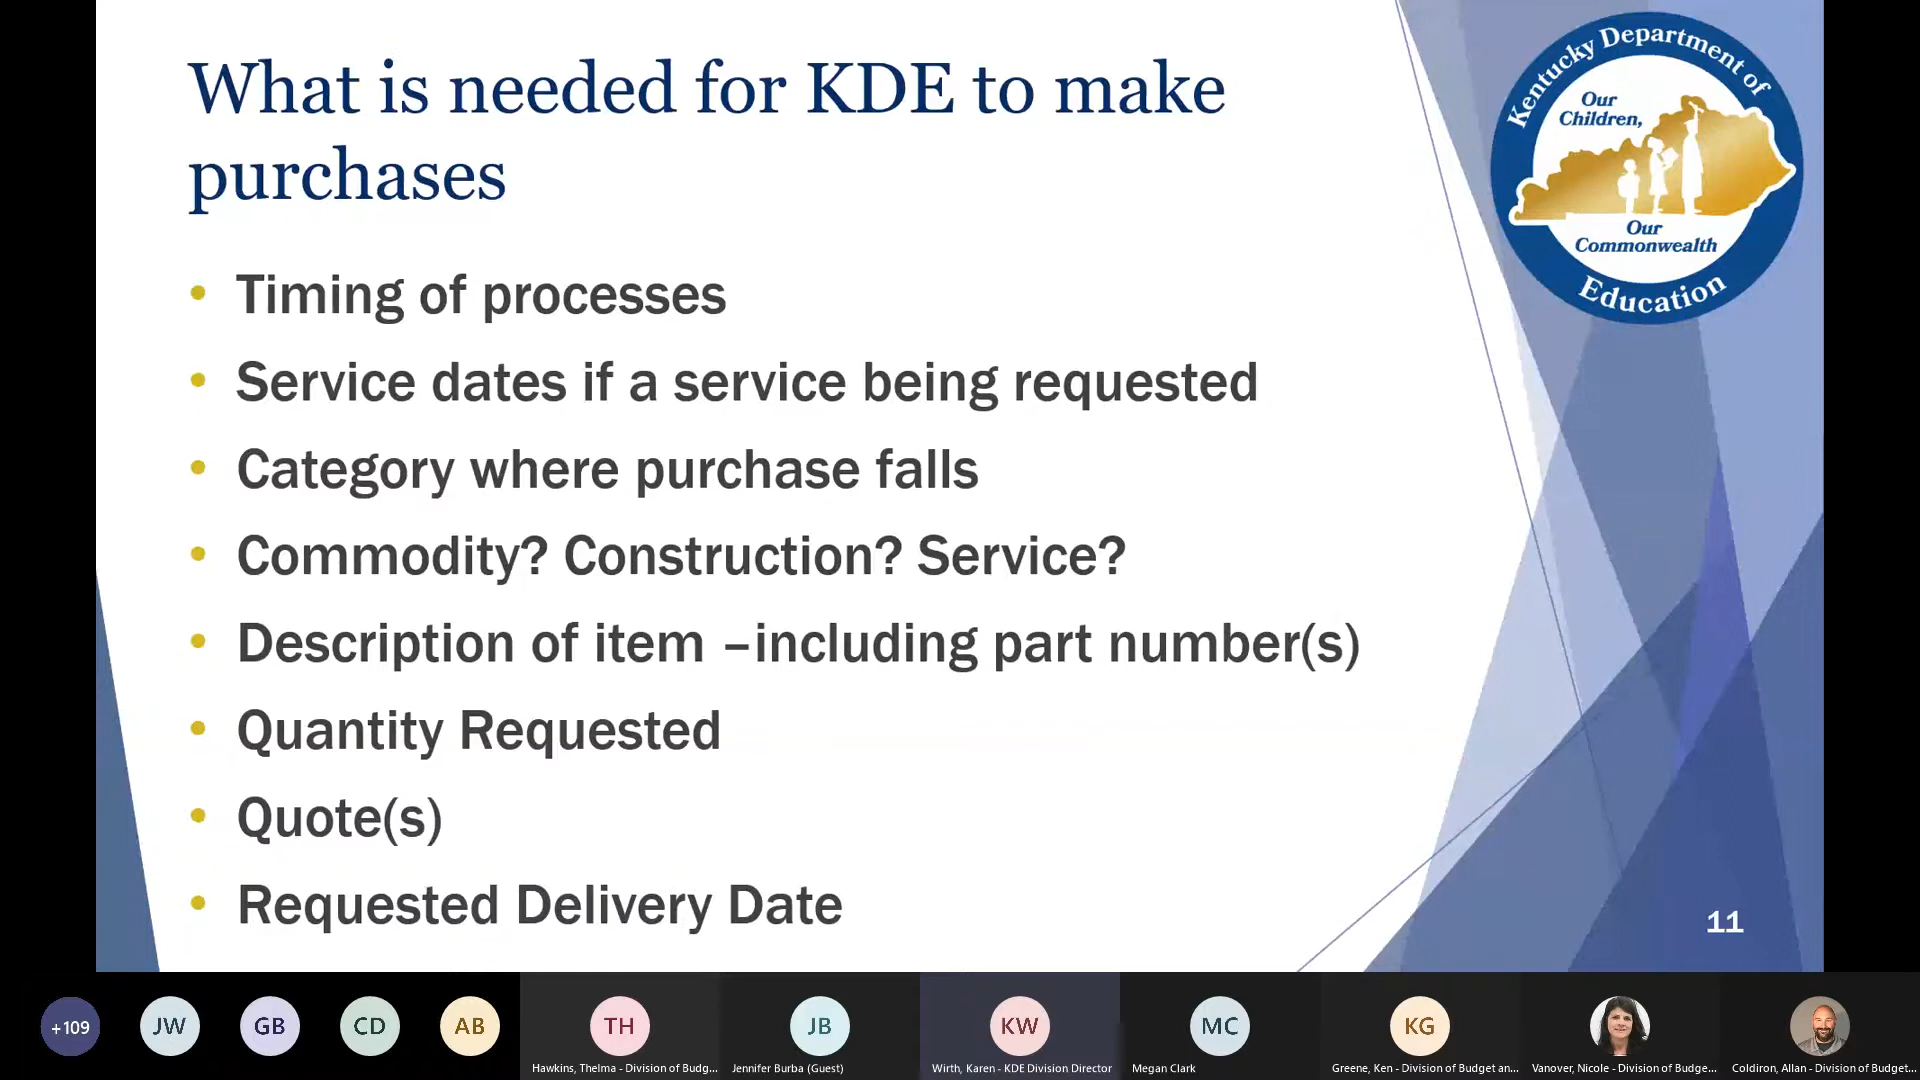 What is needed for KDE to make
purchases
Kentucky Department of
Our
Children,
Our
Commonwealth
Education
• Timing of processes
• Service dates if a service being requested
• Category where purchase falls
• Commodity? Construction? Service?
• Description of item –including part number(s)
• Quantity Requested
• Quote(s)
• Requested Delivery Date
11
+109
JW
GB
CD
AB
TH
JB
KW
MC
KG
Hawkins, Thelma - Division of Budg...
Jennifer Burba (Guest)
Wirth, Karen - KDE Division Director
Megan Clark
Greene, Ken - Division of Budget an...
Vanover, Nicole - Division of Budge...
Coldiron, Allan - Division of Budget...